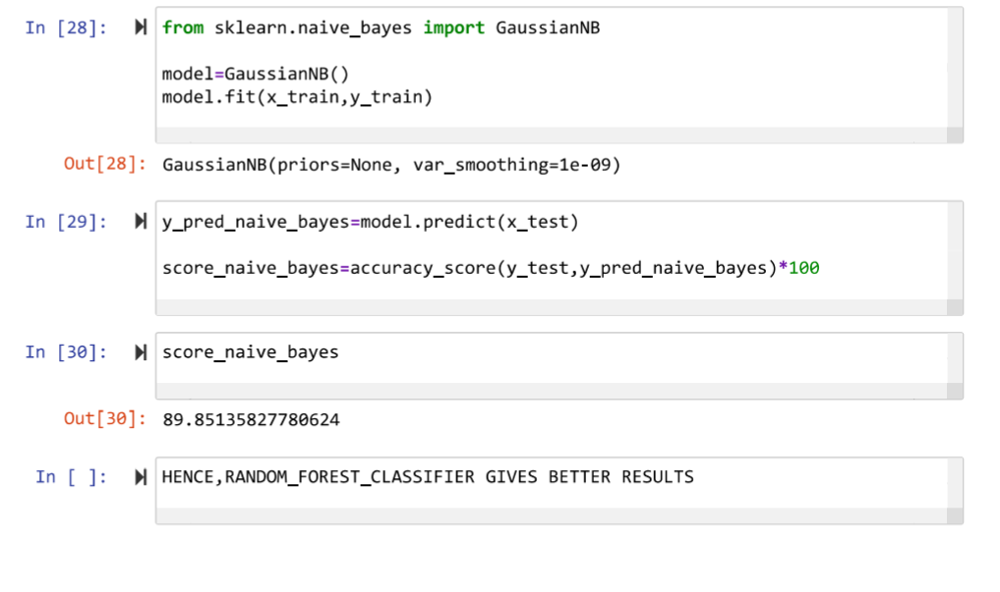 In [28]: from sklearn.naive_bayes import GaussianNB
model=GaussianNB()
model.fit(x_train,y_train)
Out[28]: GaussianNB(priors=None, var_smoothing=1e-09)
In [29]: y_pred_naive_bayes=model.predict(x_test)
score_naive_bayes=accuracy_score(y_test,y_pred_naive_bayes)*100
In [30]: score_naive_bayes
Out[30]: 89.85135827780624
In [ ]: HENCE,RANDOM_FOREST_CLASSIFIER GIVES BETTER RESULTS